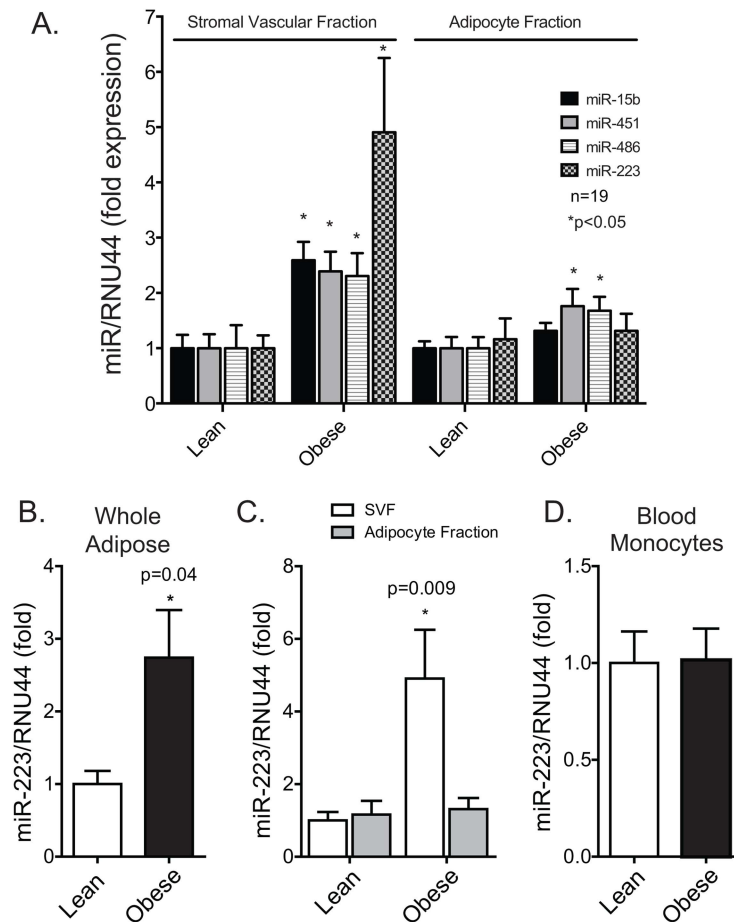 A.
Stromal Vascular Fraction
Adipocyte Fraction
miR/RNU44 (fold expression)
7
6
5
4
3
2
1
0
*
*
*
*
*
*
miR-15b
miR-451
miR-486
miR-223
n=19
*p<0.05
Lean
Obese
Lean
Obese
B.
Whole
Adipose
miR-223/RNU44 (fold)
4
3
2
1
0
p=0.04
*
Lean
Obese
C.
SVF
Adipocyte Fraction
miR-223/RNU44 (fold)
8
6
4
2
0
p=0.009
*
Lean
Obese
D.
Blood
Monocytes
miR-223/RNU44 (fold)
1.5
1.0
0.5
0.0
Lean
Obese